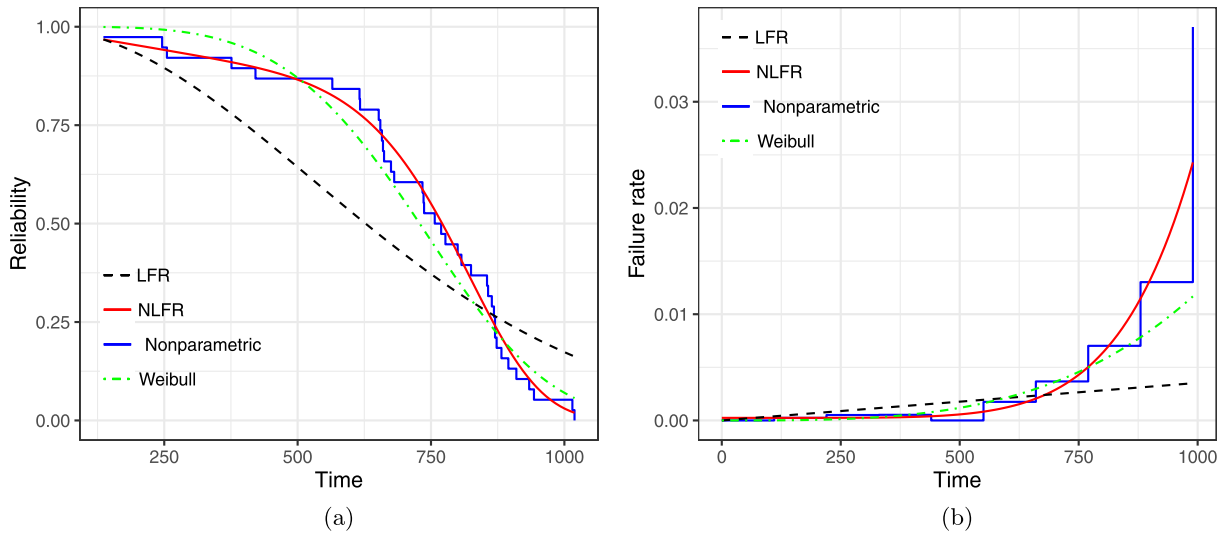 1.00
0.75
0.50
0.25
0.00
Reliability
LFR
NLFR
Nonparametric
Weibull
250
500
750
1000
Time
(a)
0.03
0.02
0.01
0.00
Failure rate
LFR
NLFR
Nonparametric
Weibull
0
250
500
750
1000
Time
(b)